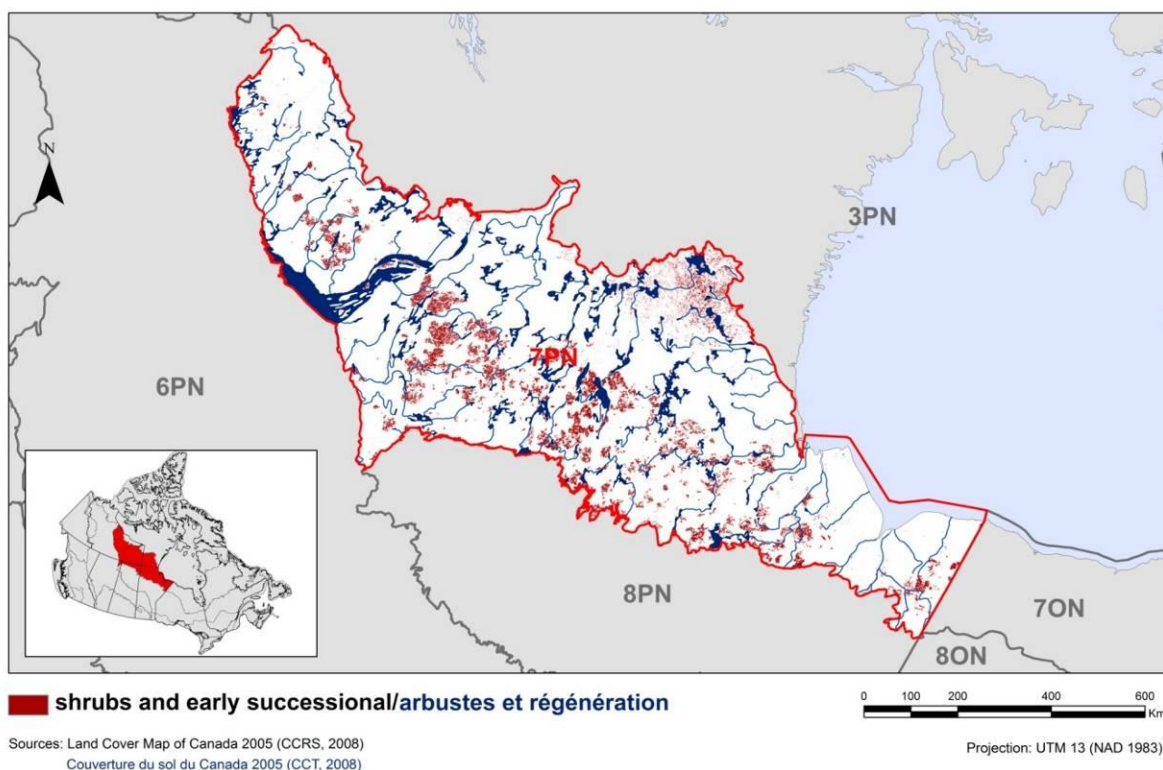 N
3PN
7PN
6PN
8PN
7ON
8ON
shrubs and early successional/arbustes et régénération
0 100 200 400 600
Km
Sources: Land Cover Map of Canada 2005 (CCRS, 2008)
Couverture du sol du Canada 2005 (CCT, 2008)
Projection: UTM 13 (NAD 1983)